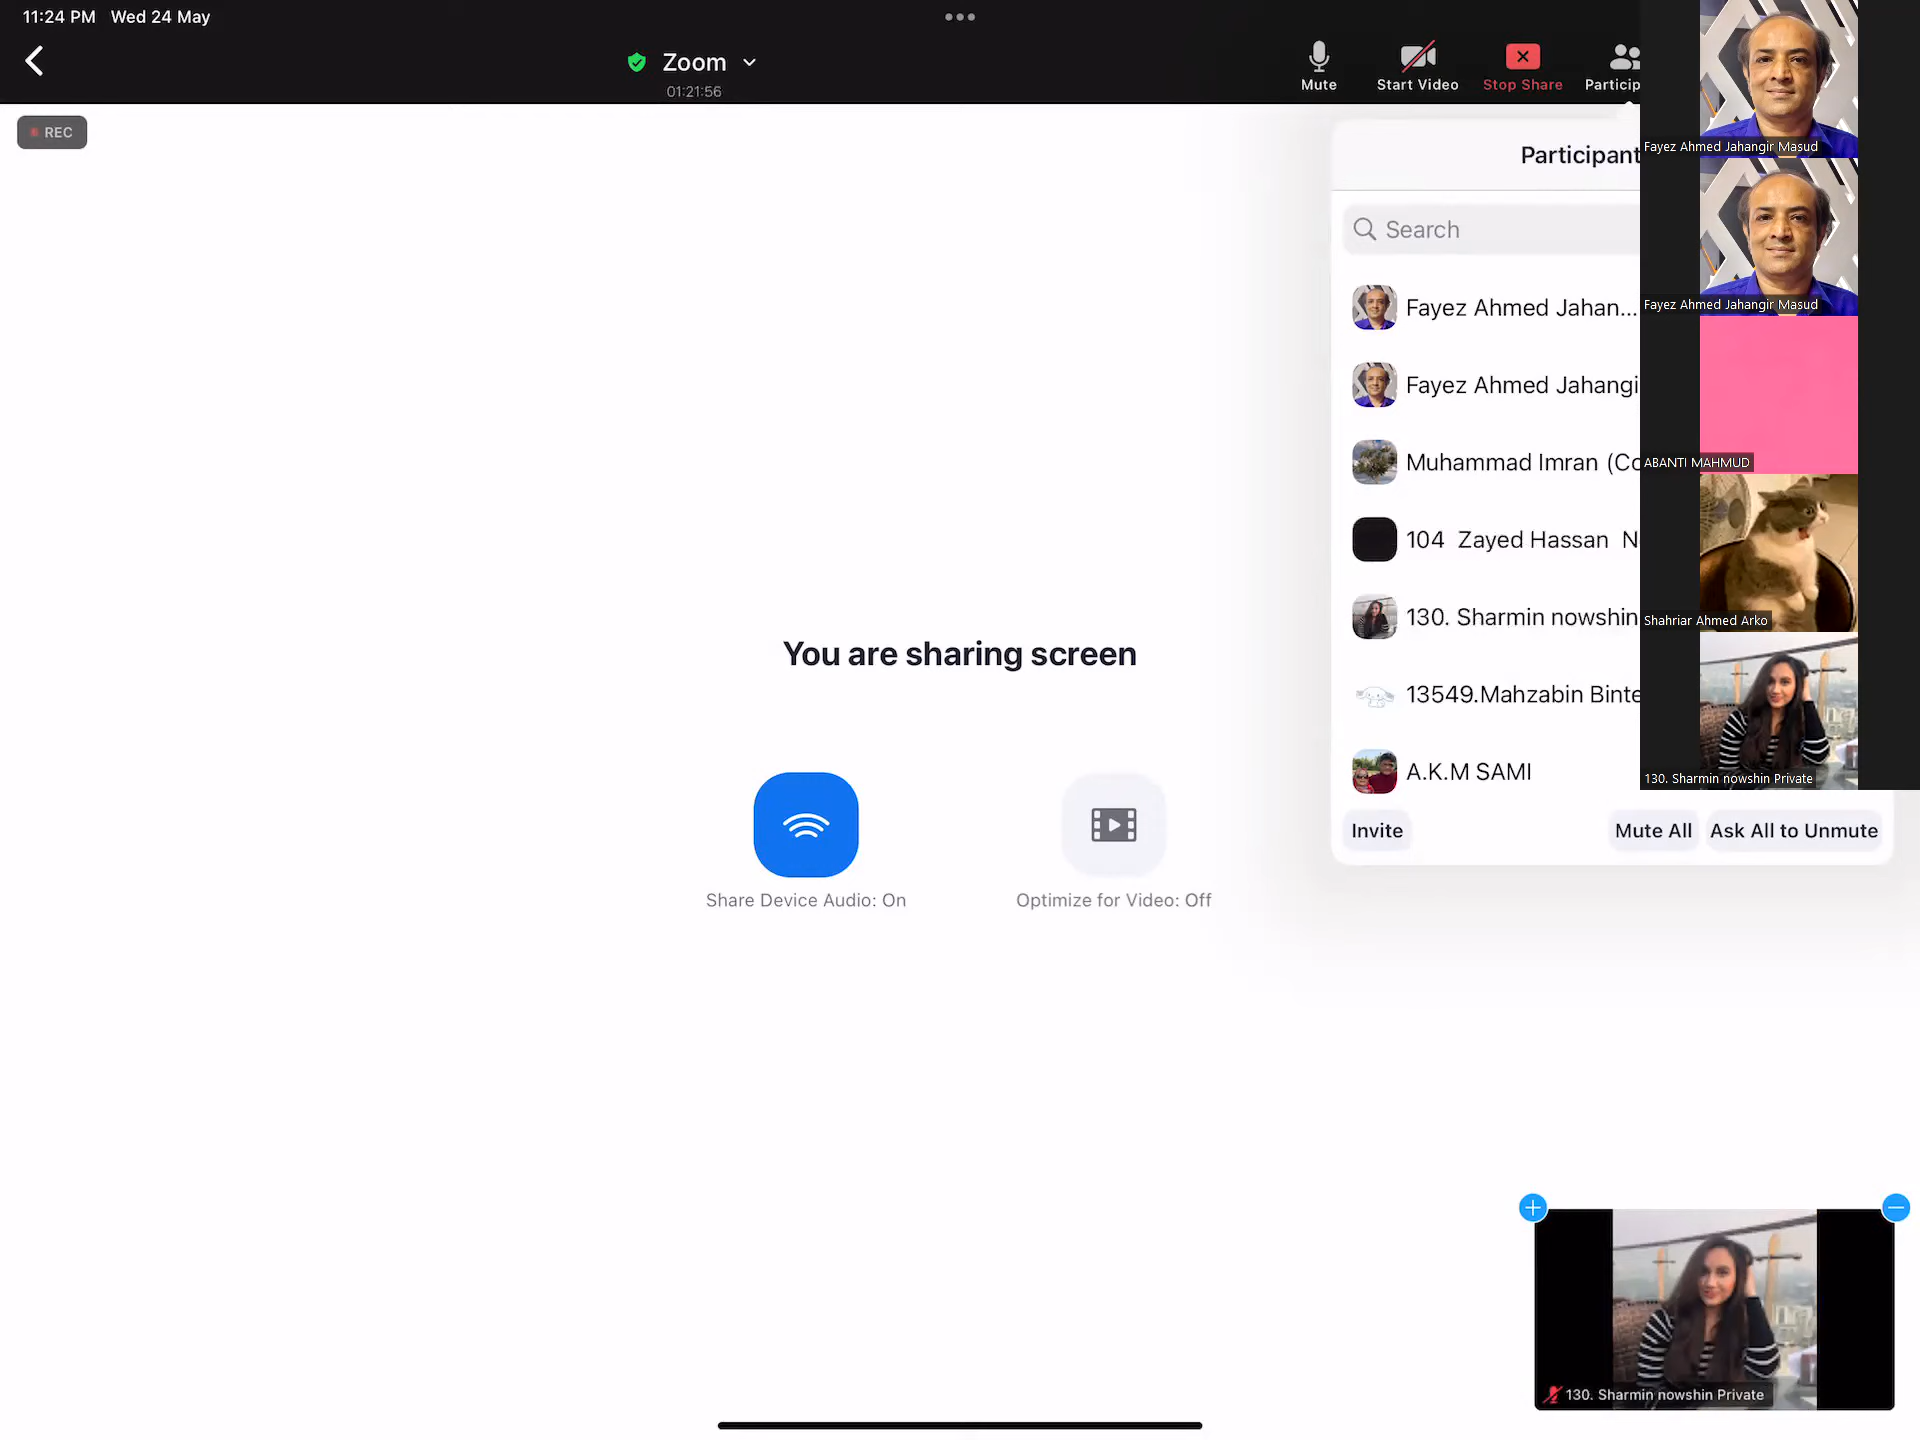 11:24 PM Wed 24 May
Zoom
01:21:56
Mute
Start Video
Stop Share
Particip
REC
Participant
Search
Fayez Ahmed Jahan...
Fayez Ahmed Jahangi
Muhammad Imran (Co
104 Zayed Hassan N
130. Sharmin nowshin
13549.Mahzabin Binte
A.K.M SAMI
Invite
Mute All
Ask All to Unmute
Fayez Ahmed Jahangir Masud
Fayez Ahmed Jahangir Masud
ABANTI MAHMUD
Shahriar Ahmed Arko
130. Sharmin nowshin Private
You are sharing screen
Share Device Audio: On
Optimize for Video: Off
130. Sharmin nowshin Private